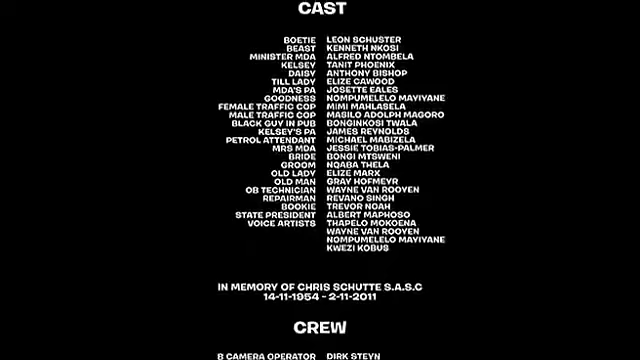 CAST
BOETIE LEON SCHUSTER
BEAST KENNETH NKOSI
MINISTER MDA ALFRED NTOMBELA
KELSEY TANIT PHOENIX
DAISY ANTHONY BISHOP
TILL LADY ELIZE CAWOOD
MDA'S PA JOSETTE EALES
GOODNESS NOMPUMELELO MAYIYANE
FEMALE TRAFFIC COP MIMI MAHLASELA
MALE TRAFFIC COP MABILO ADOLPH MAGORO
BLACK GUY IN PUB BONGINKOSI TWALA
KELSEY'S PA JAMES REYNOLDS
PETROL ATTENDANT MICHAEL MABIZELA
MRS MDA JESSIE TOBIAS-PALMER
BRIDE BONGI MTSWENI
GROOM NQABA THELA
OLD LADY ELIZE MARX
OLD MAN GRAY HOFMEYR
OB TECHNICIAN WAYNE VAN ROOYEN
REPAIRMAN REVANO SINGH
BOOKIE TREVOR NOAH
STATE PRESIDENT ALBERT MAPHOSO
VOICE ARTISTS THAPELO MOKOENA
WAYNE VAN ROOYEN
NOMPUMELELO MAYIYANE
KWEZI KOBUS
IN MEMORY OF CHRIS SCHUTTE S.A.S.C
14-11-1954 - 2-11-2011
CREW
B CAMERA OPERATOR DIRK STEYN